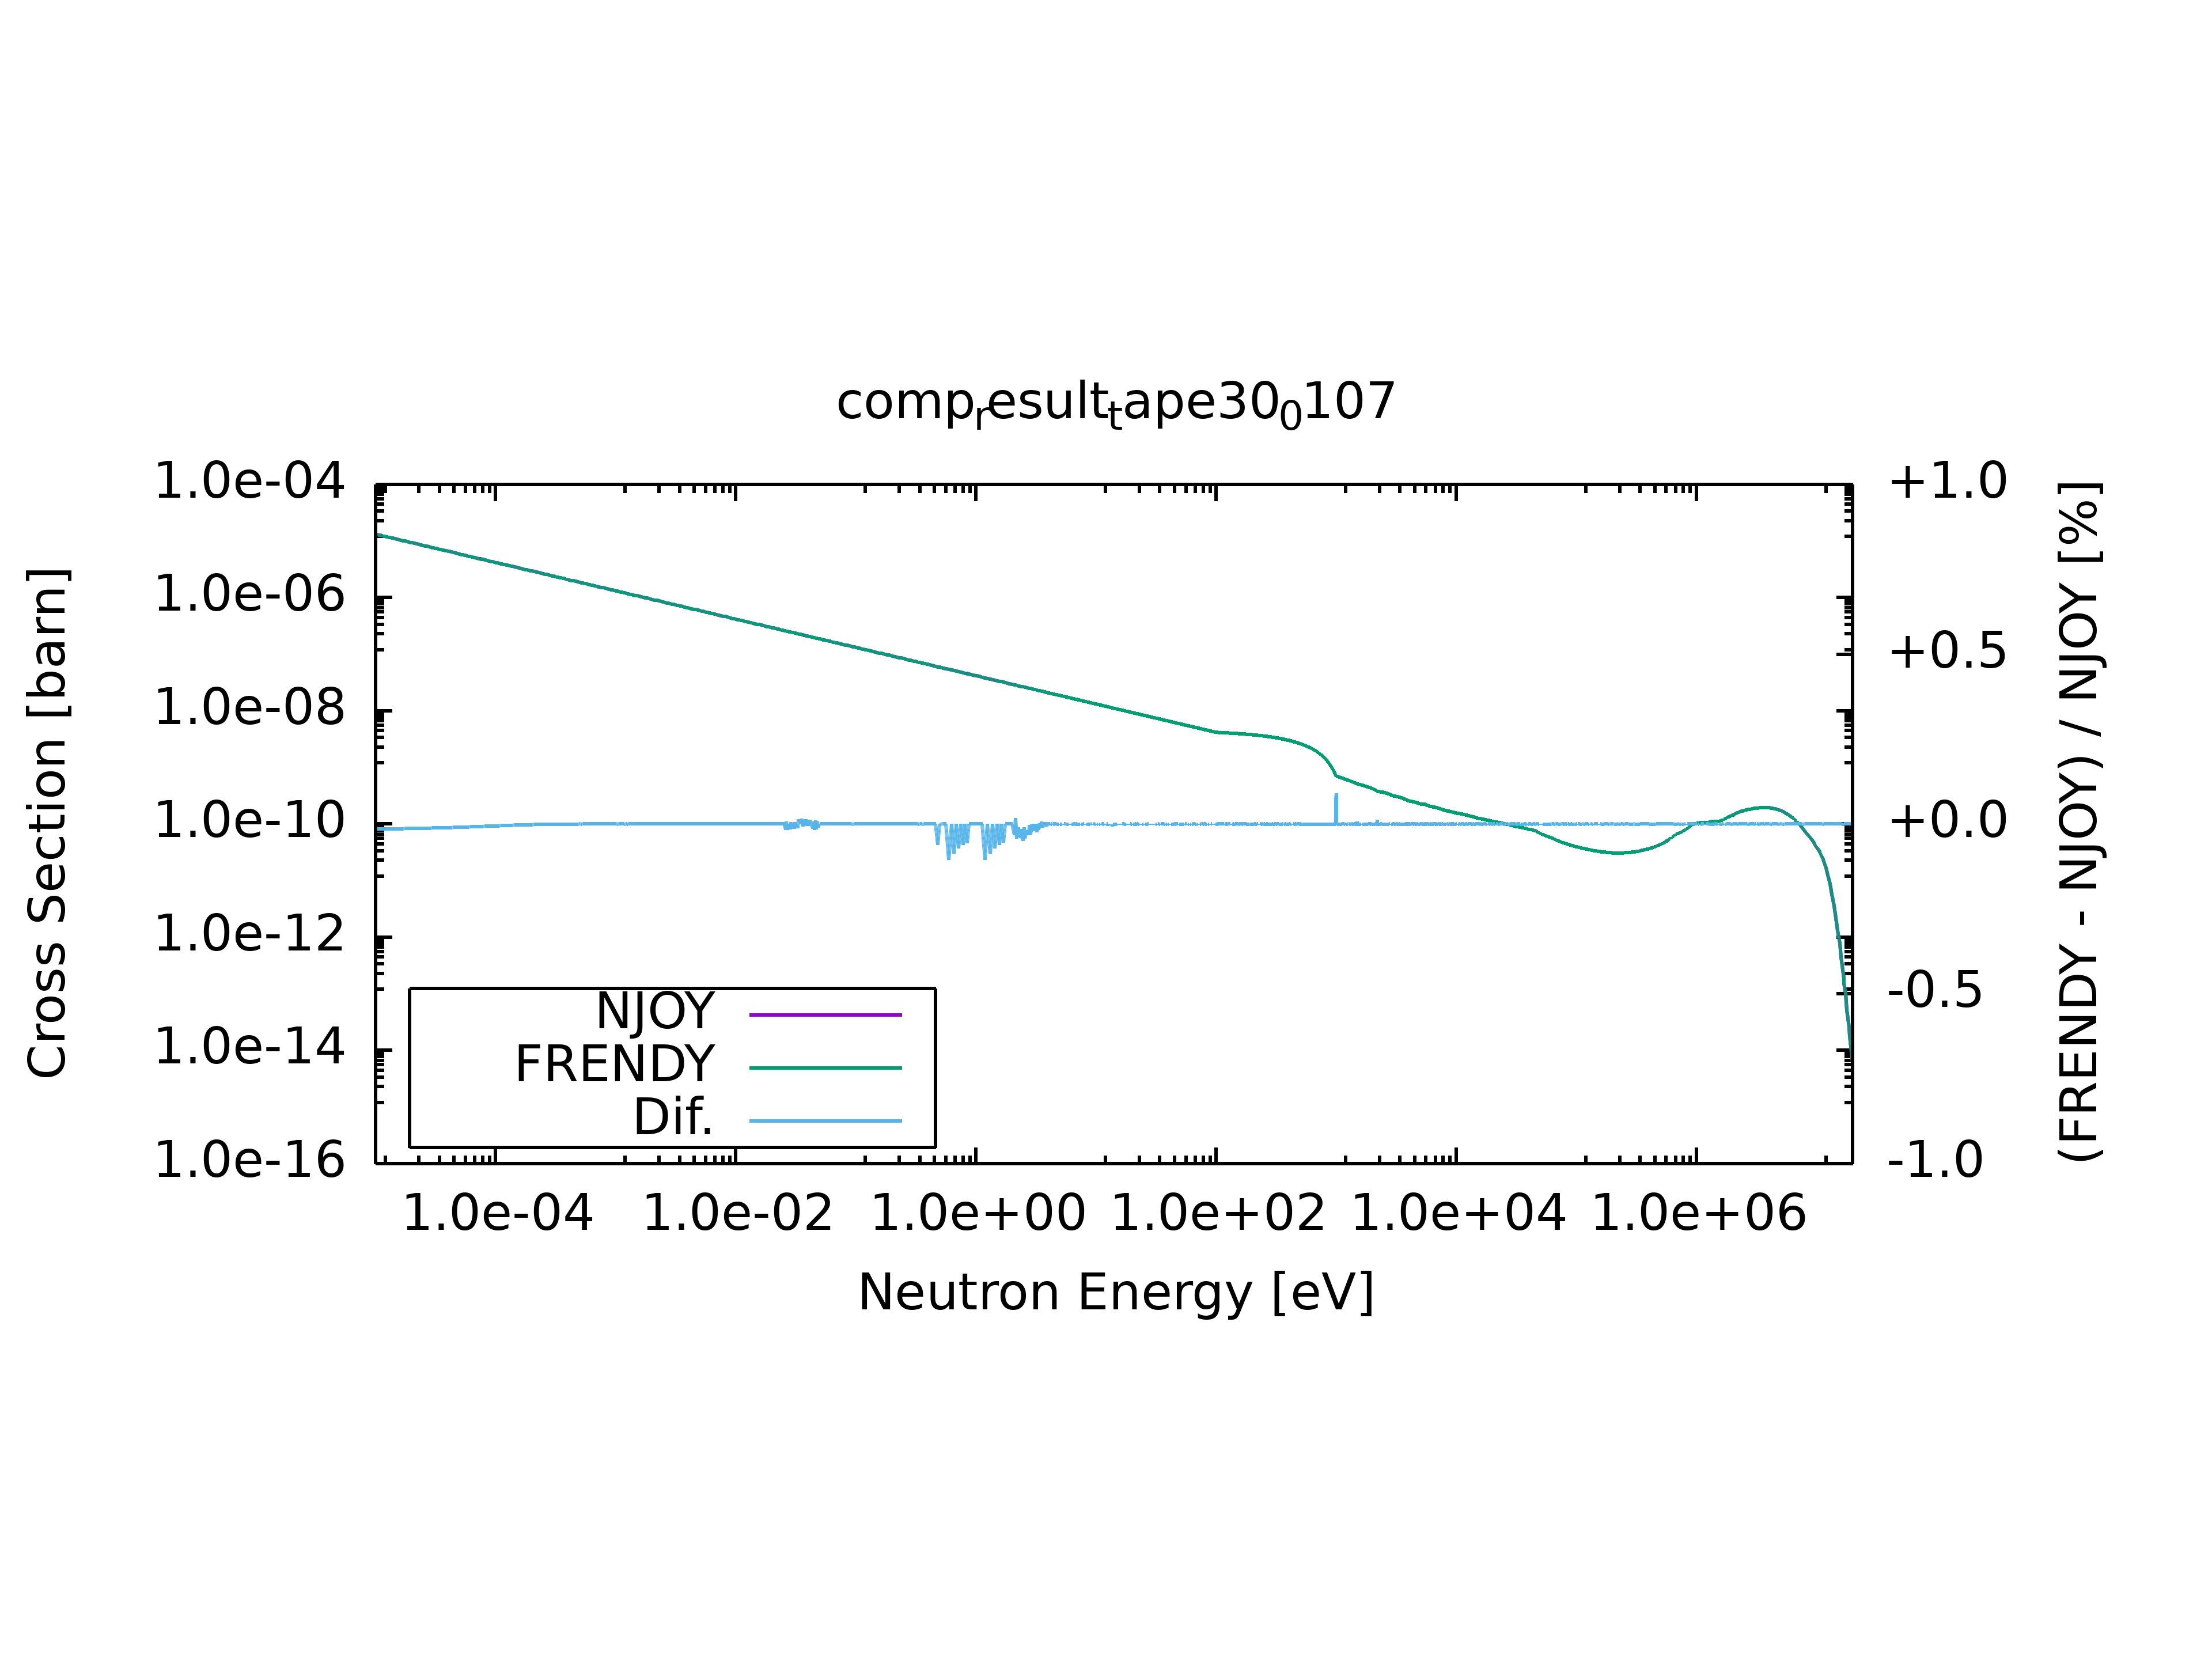 comp_result_tape30_0107
1.0e-04
1.0e-06
1.0e-08
1.0e-10
1.0e-12
1.0e-14
1.0e-16
Cross Section [barn]
+1.0
+0.5
+0.0
-0.5
-1.0
(FRENDY - NJOY) / NJOY [%]
NJOY
FRENDY
Dif.
1.0e-04 1.0e-02 1.0e+00 1.0e+02 1.0e+04 1.0e+06
Neutron Energy [eV]